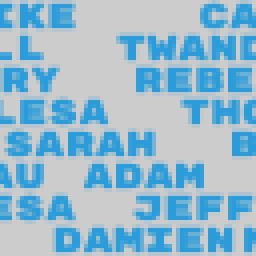 IKE CA
LL TWAND
RY REBE
LESA THO
SARAH B
AU ADAM
ESA JEFF
DAMIEN M